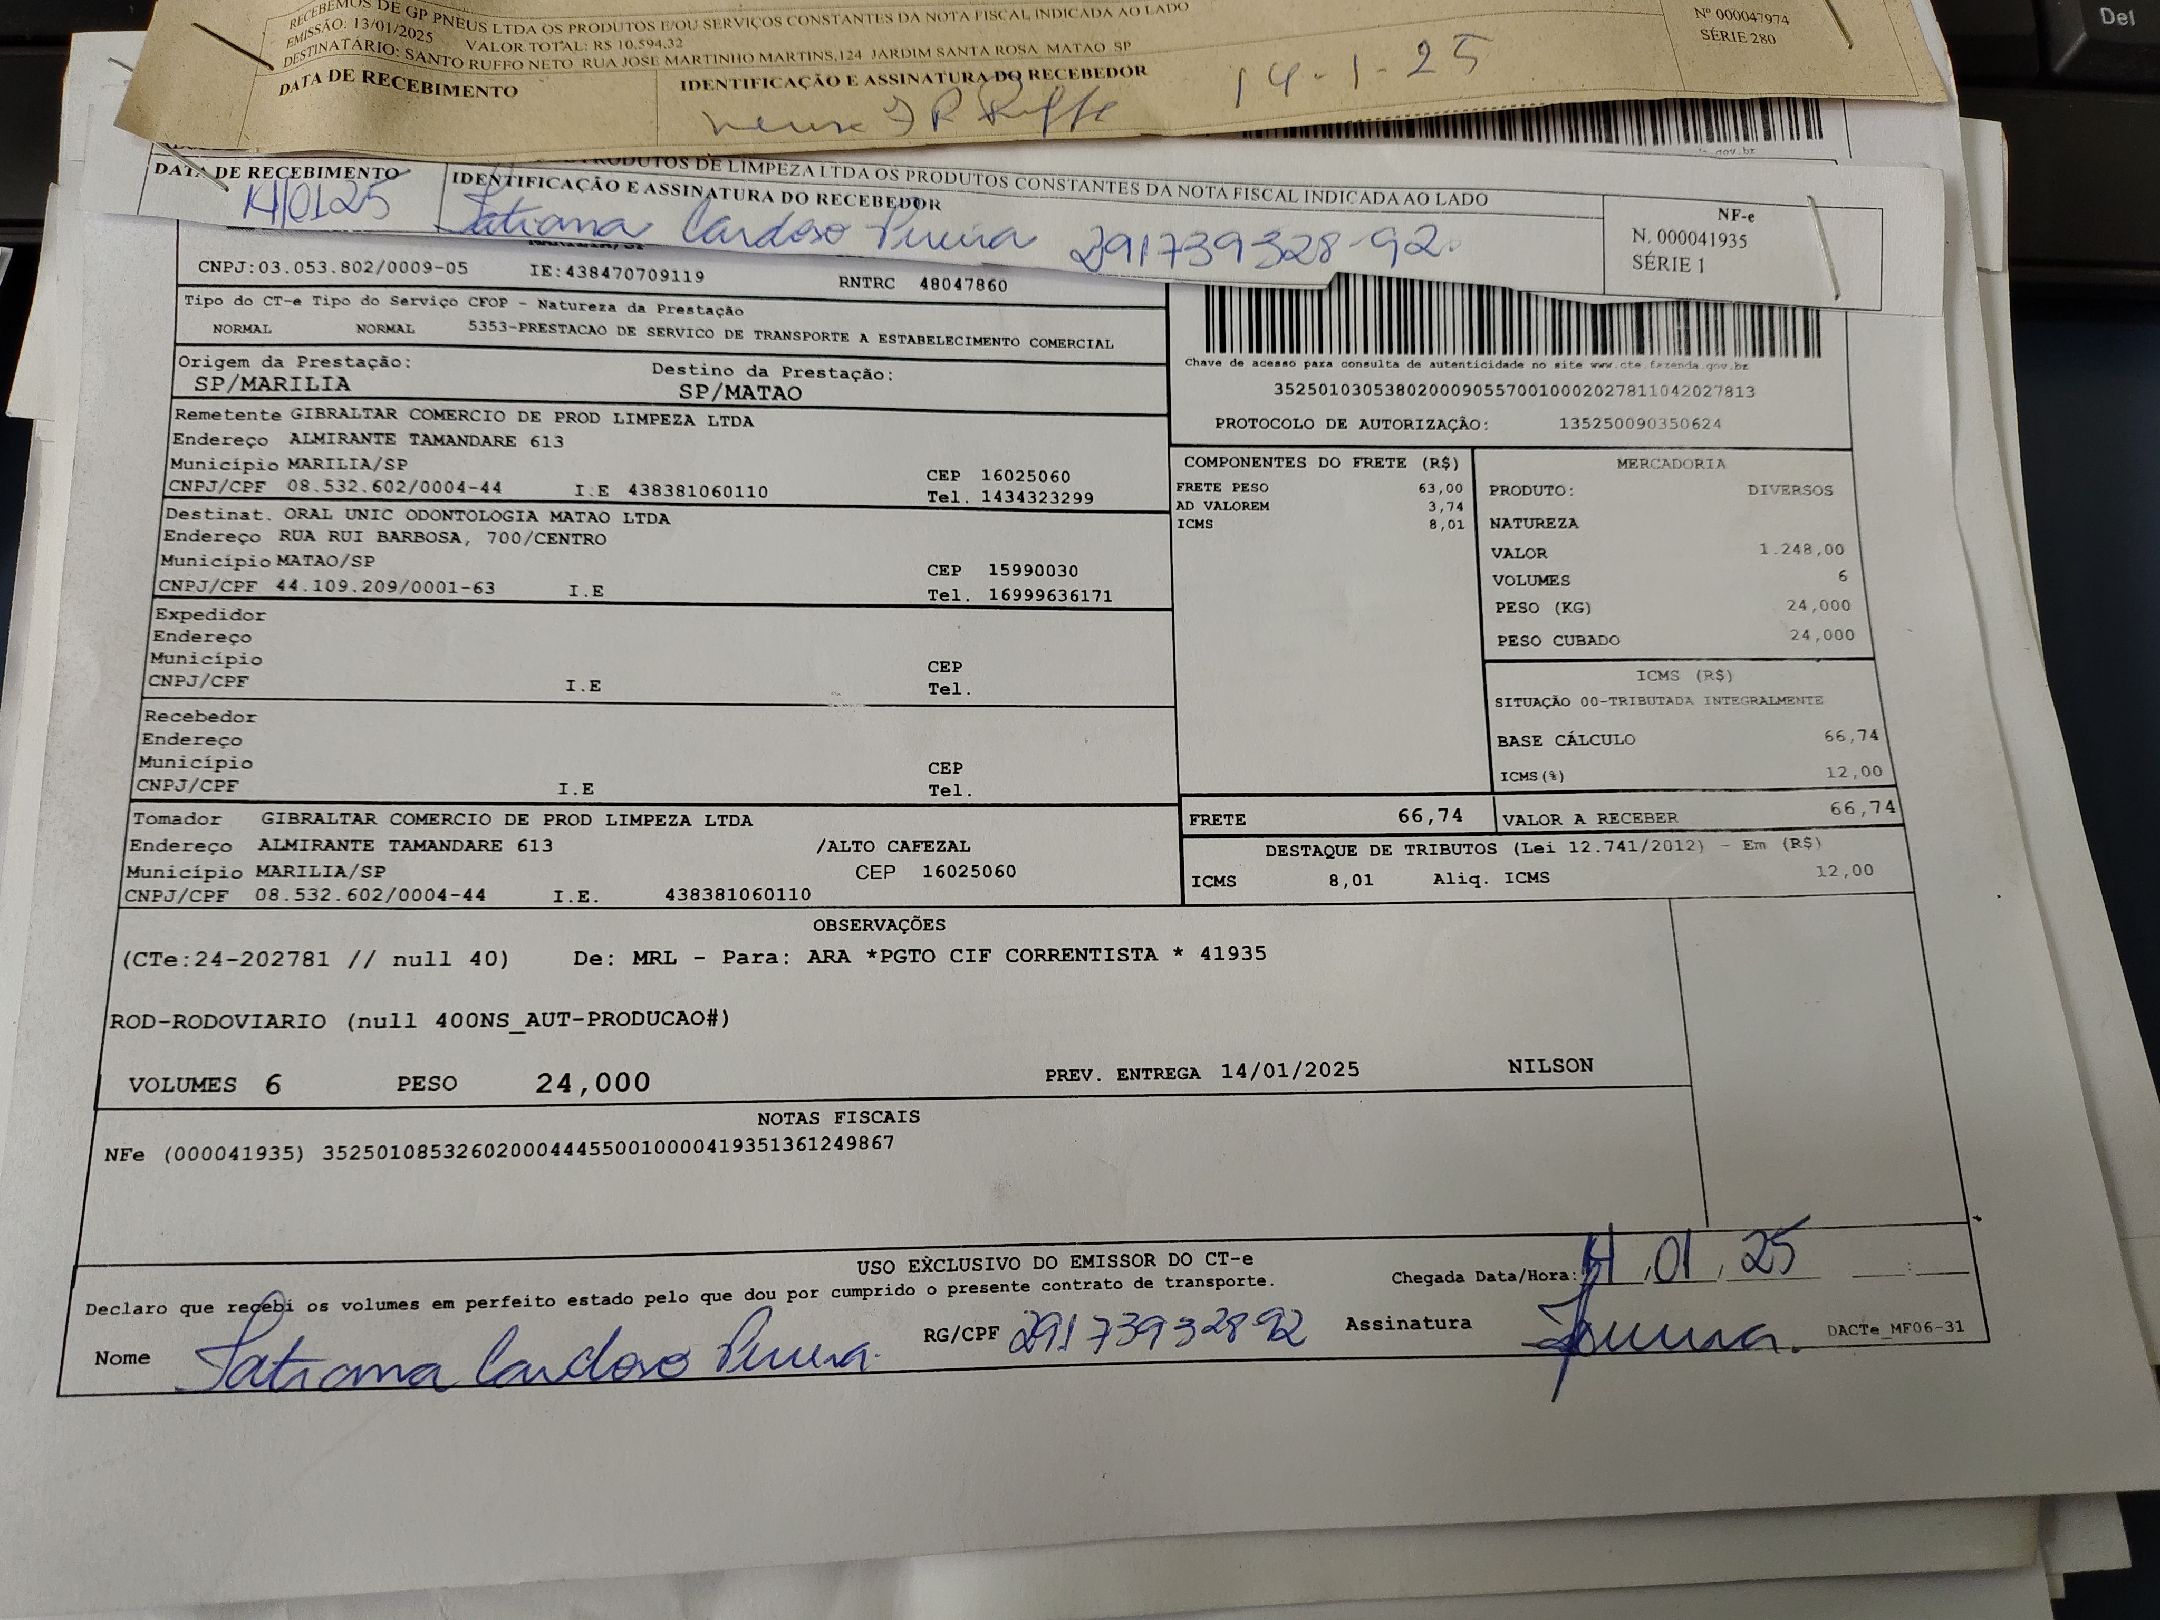 Del
RECEBEMOS DE GP PNEUS LTDA OS PRODUTOS E/OU SERVIÇOS CONSTANTES DA NOTA FISCAL INDICADA AO LADO
EMISSÃO: 13/01/2025 VALOR TOTAL: R$ 10.594,32
DESTINATÁRIO: SANTO RUFFO NETO RUA JOSE MARTINHO MARTINS,124 JARDIM SANTA ROSA MATAO SP
Nº 000047974
SÉRIE 280
DATA DE RECEBIMENTO
IDENTIFICAÇÃO E ASSINATURA DO RECEBEDOR
14-1-25
.gov.br
PRODUTOS DE LIMPEZA LTDA OS PRODUTOS CONSTANTES DA NOTA FISCAL INDICADA AO LADO
DATA DE RECEBIMENTO
14/01/25
IDENTIFICAÇÃO E ASSINATURA DO RECEBEDOR
Tatiana Cardoso Pereira 291739328-92.
NF-e
N. 000041935
SÉRIE 1
CNPJ:03.053.802/0009-05 IE:438470709119 RNTRC 48047860
Tipo do CT-e Tipo do Serviço CFOP - Natureza da Prestação
NORMAL NORMAL 5353-PRESTACAO DE SERVICO DE TRANSPORTE A ESTABELECIMENTO COMERCIAL
Origem da Prestação: Destino da Prestação:
SP/MARILIA SP/MATAO
Chave de acesso para consulta de autenticidade no site www.cte.fazenda.gov.br
35250103053802000905570010002027811042027813
PROTOCOLO DE AUTORIZAÇÃO: 135250090350624
Remetente GIBRALTAR COMERCIO DE PROD LIMPEZA LTDA
Endereço ALMIRANTE TAMANDARE 613
Município MARILIA/SP CEP 16025060
CNPJ/CPF 08.532.602/0004-44 I.E 438381060110 Tel. 1434323299
Destinat. ORAL UNIC ODONTOLOGIA MATAO LTDA
Endereço RUA RUI BARBOSA, 700/CENTRO
Município MATAO/SP CEP 15990030
CNPJ/CPF 44.109.209/0001-63 I.E Tel. 16999636171
Expedidor
Endereço
Município CEP
CNPJ/CPF I.E Tel.
Recebedor
Endereço
Município CEP
CNPJ/CPF I.E Tel.
Tomador GIBRALTAR COMERCIO DE PROD LIMPEZA LTDA
Endereço ALMIRANTE TAMANDARE 613 /ALTO CAFEZAL
Município MARILIA/SP CEP 16025060
CNPJ/CPF 08.532.602/0004-44 I.E. 438381060110
COMPONENTES DO FRETE (R$)
FRETE PESO 63,00
AD VALOREM 3,74
ICMS 8,01
MERCADORIA
PRODUTO: DIVERSOS
NATUREZA
VALOR 1.248,00
VOLUMES 6
PESO (KG) 24,000
PESO CUBADO 24,000
ICMS (R$)
SITUAÇÃO 00-TRIBUTADA INTEGRALMENTE
BASE CÁLCULO 66,74
ICMS(%) 12,00
FRETE 66,74 VALOR A RECEBER 66,74
DESTAQUE DE TRIBUTOS (Lei 12.741/2012) - Em (R$)
ICMS 8,01 Aliq. ICMS 12,00
OBSERVAÇÕES
(CTe:24-202781 // null 40) De: MRL - Para: ARA *PGTO CIF CORRENTISTA * 41935
ROD-RODOVIARIO (null 400NS_AUT-PRODUCAO#)
VOLUMES 6 PESO 24,000 PREV. ENTREGA 14/01/2025 NILSON
NOTAS FISCAIS
NFe (000041935) 35250108532602000444550010000419351361249867
USO EXCLUSIVO DO EMISSOR DO CT-e
Declaro que recebi os volumes em perfeito estado pelo que dou por cumprido o presente contrato de transporte.
Chegada Data/Hora: 14,01,25 :
Nome Tatiana Cardoso Pereira. RG/CPF 29173932892 Assinatura
DACTe_MF06-31